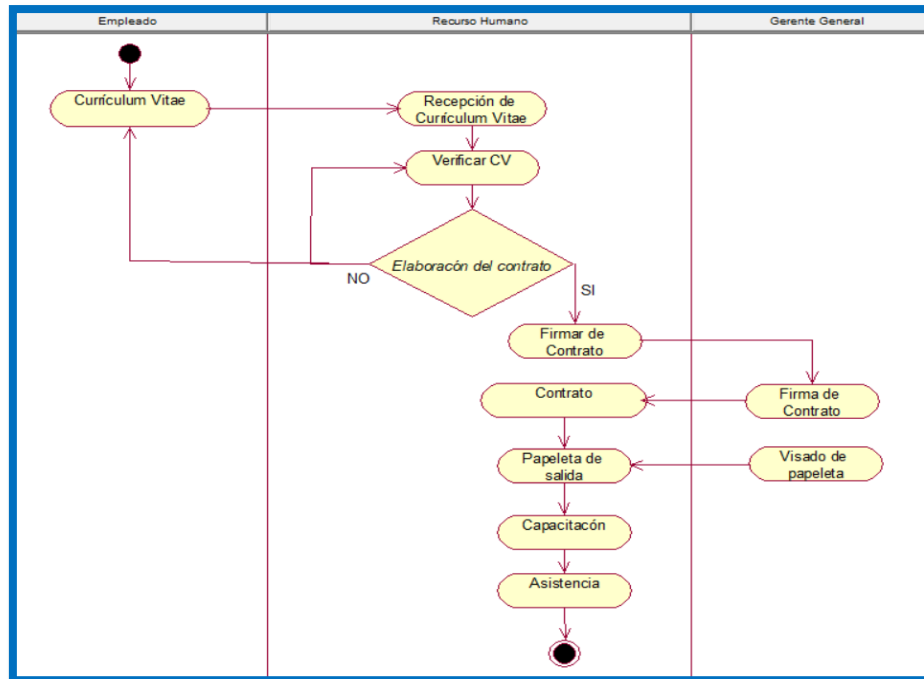 Empleado
Recurso Humano
Gerente General
Currículum Vitae
Recepción de
Currículum Vitae
Verificar CV
Elaboracón del contrato
NO
SI
Firmar de
Contrato
Contrato
Firma de
Contrato
Papeleta de
salida
Visado de
papeleta
Capacitacón
Asistencia